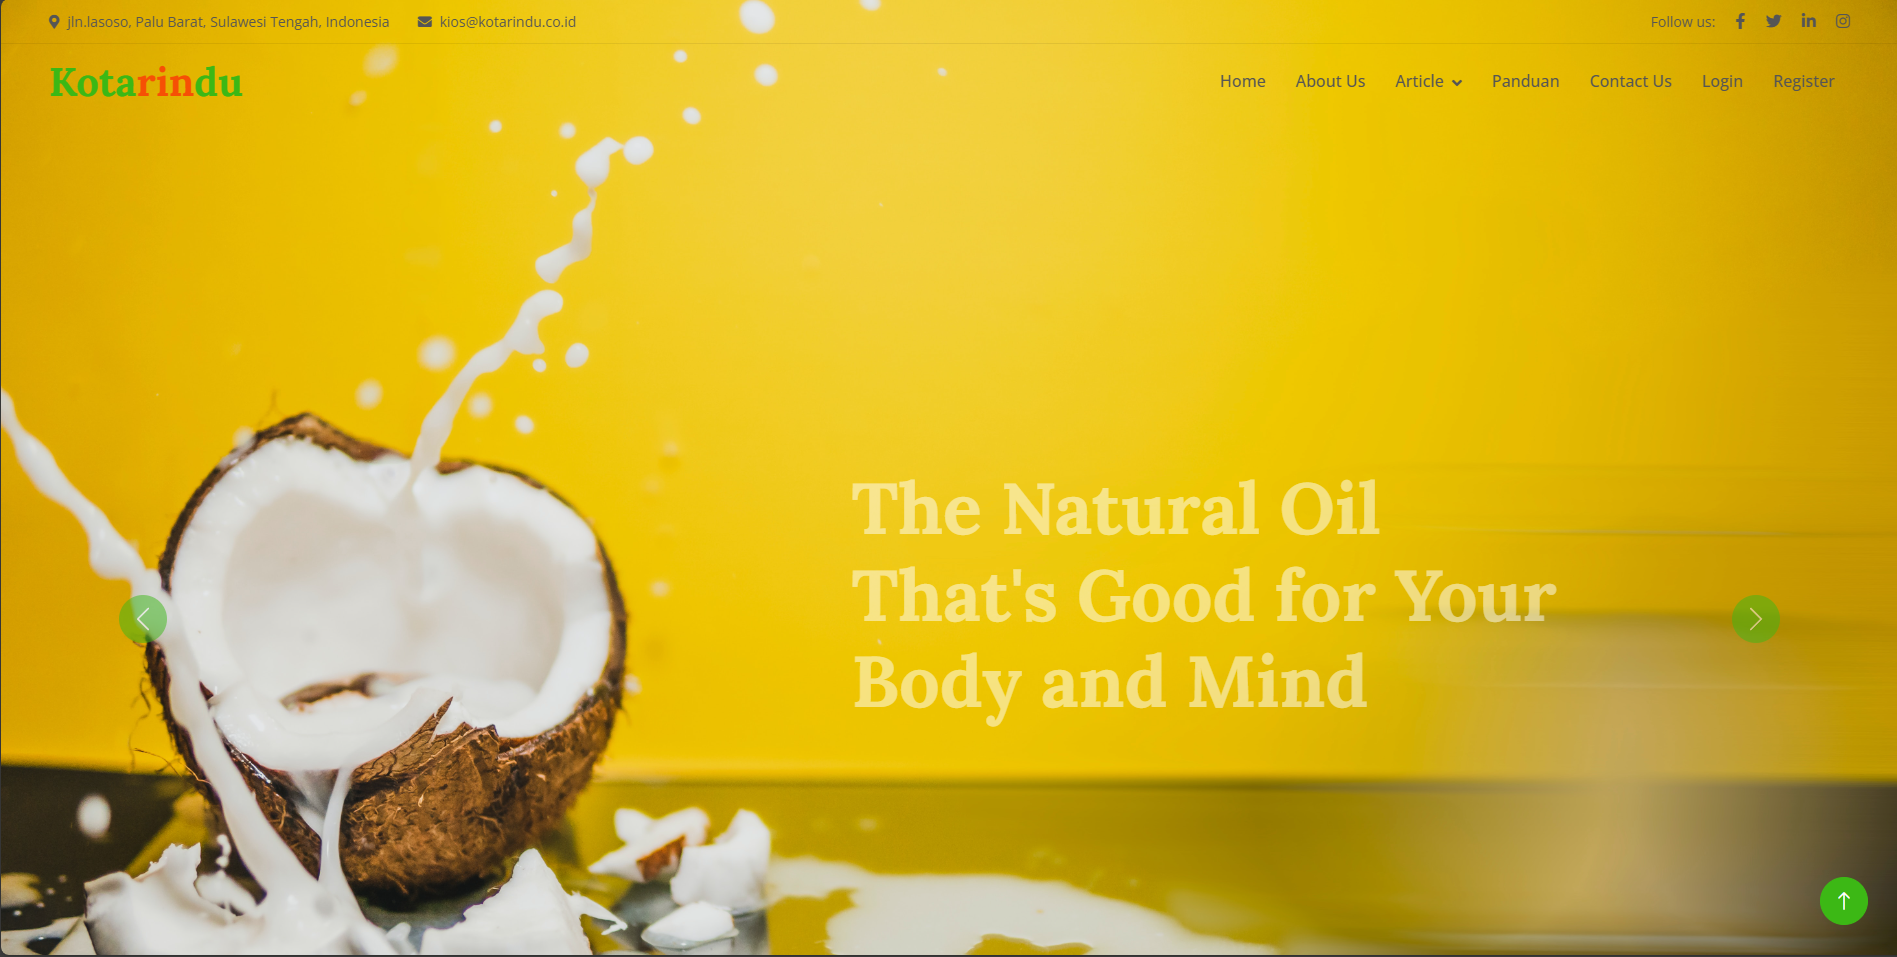 jln.lasoso, Palu Barat, Sulawesi Tengah, Indonesia kios@kotarindu.co.id Follow us:
Kotarindu Home About Us Article Panduan Contact Us Login Register
The Natural Oil
That's Good for Your
Body and Mind